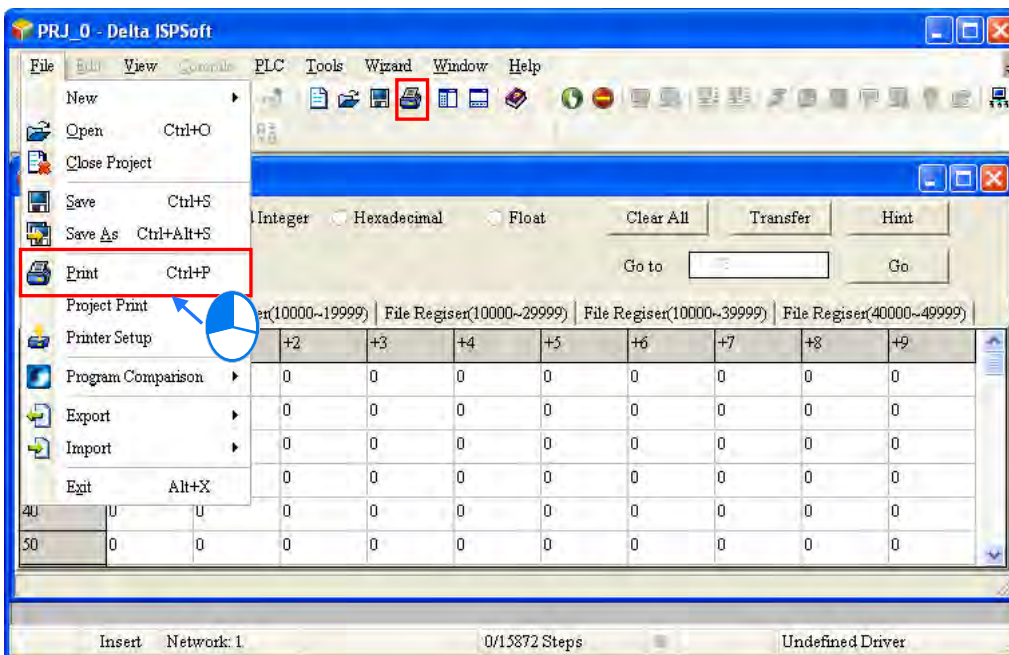 PRJ_0 - Delta ISPSoft
File Edit View Compile PLC Tools Wizard Window Help
New
Open Ctrl+O
Close Project
Save Ctrl+S
Save As Ctrl+Alt+S
Print Ctrl+P
Project Print
Printer Setup
Program Comparison
Export
Import
Exit Alt+X
Integer Hexadecimal Float Clear All Transfer Hint
Go to Go
er(10000~19999) File Regiser(10000~29999) File Regiser(10000~39999) File Regiser(40000~49999)
+2 +3 +4 +5 +6 +7 +8 +9
0 0 0 0 0 0 0 0
0 0 0 0 0 0 0 0
0 0 0 0 0 0 0 0
0 0 0 0 0 0 0 0
40 0 0 0 0 0 0 0 0 0 0
50 0 0 0 0 0 0 0 0 0 0
Insert Network: 1 0/15872 Steps Undefined Driver